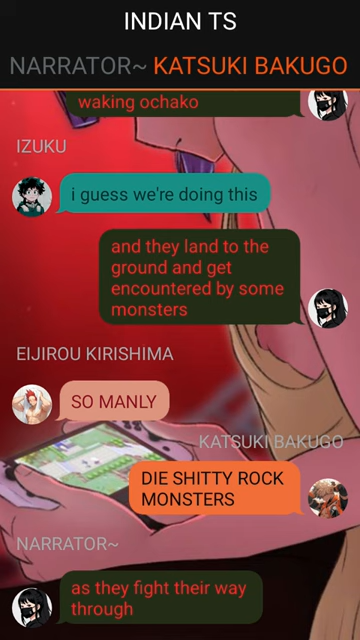 INDIAN TS
NARRATOR~ KATSUKI BAKUGO
waking ochako
IZUKU
i guess we're doing this
and they land to the
ground and get
encountered by some
monsters
EIJIROU KIRISHIMA
SO MANLY
KATSUKI BAKUGO
DIE SHITTY ROCK
MONSTERS
NARRATOR~
as they fight their way
through